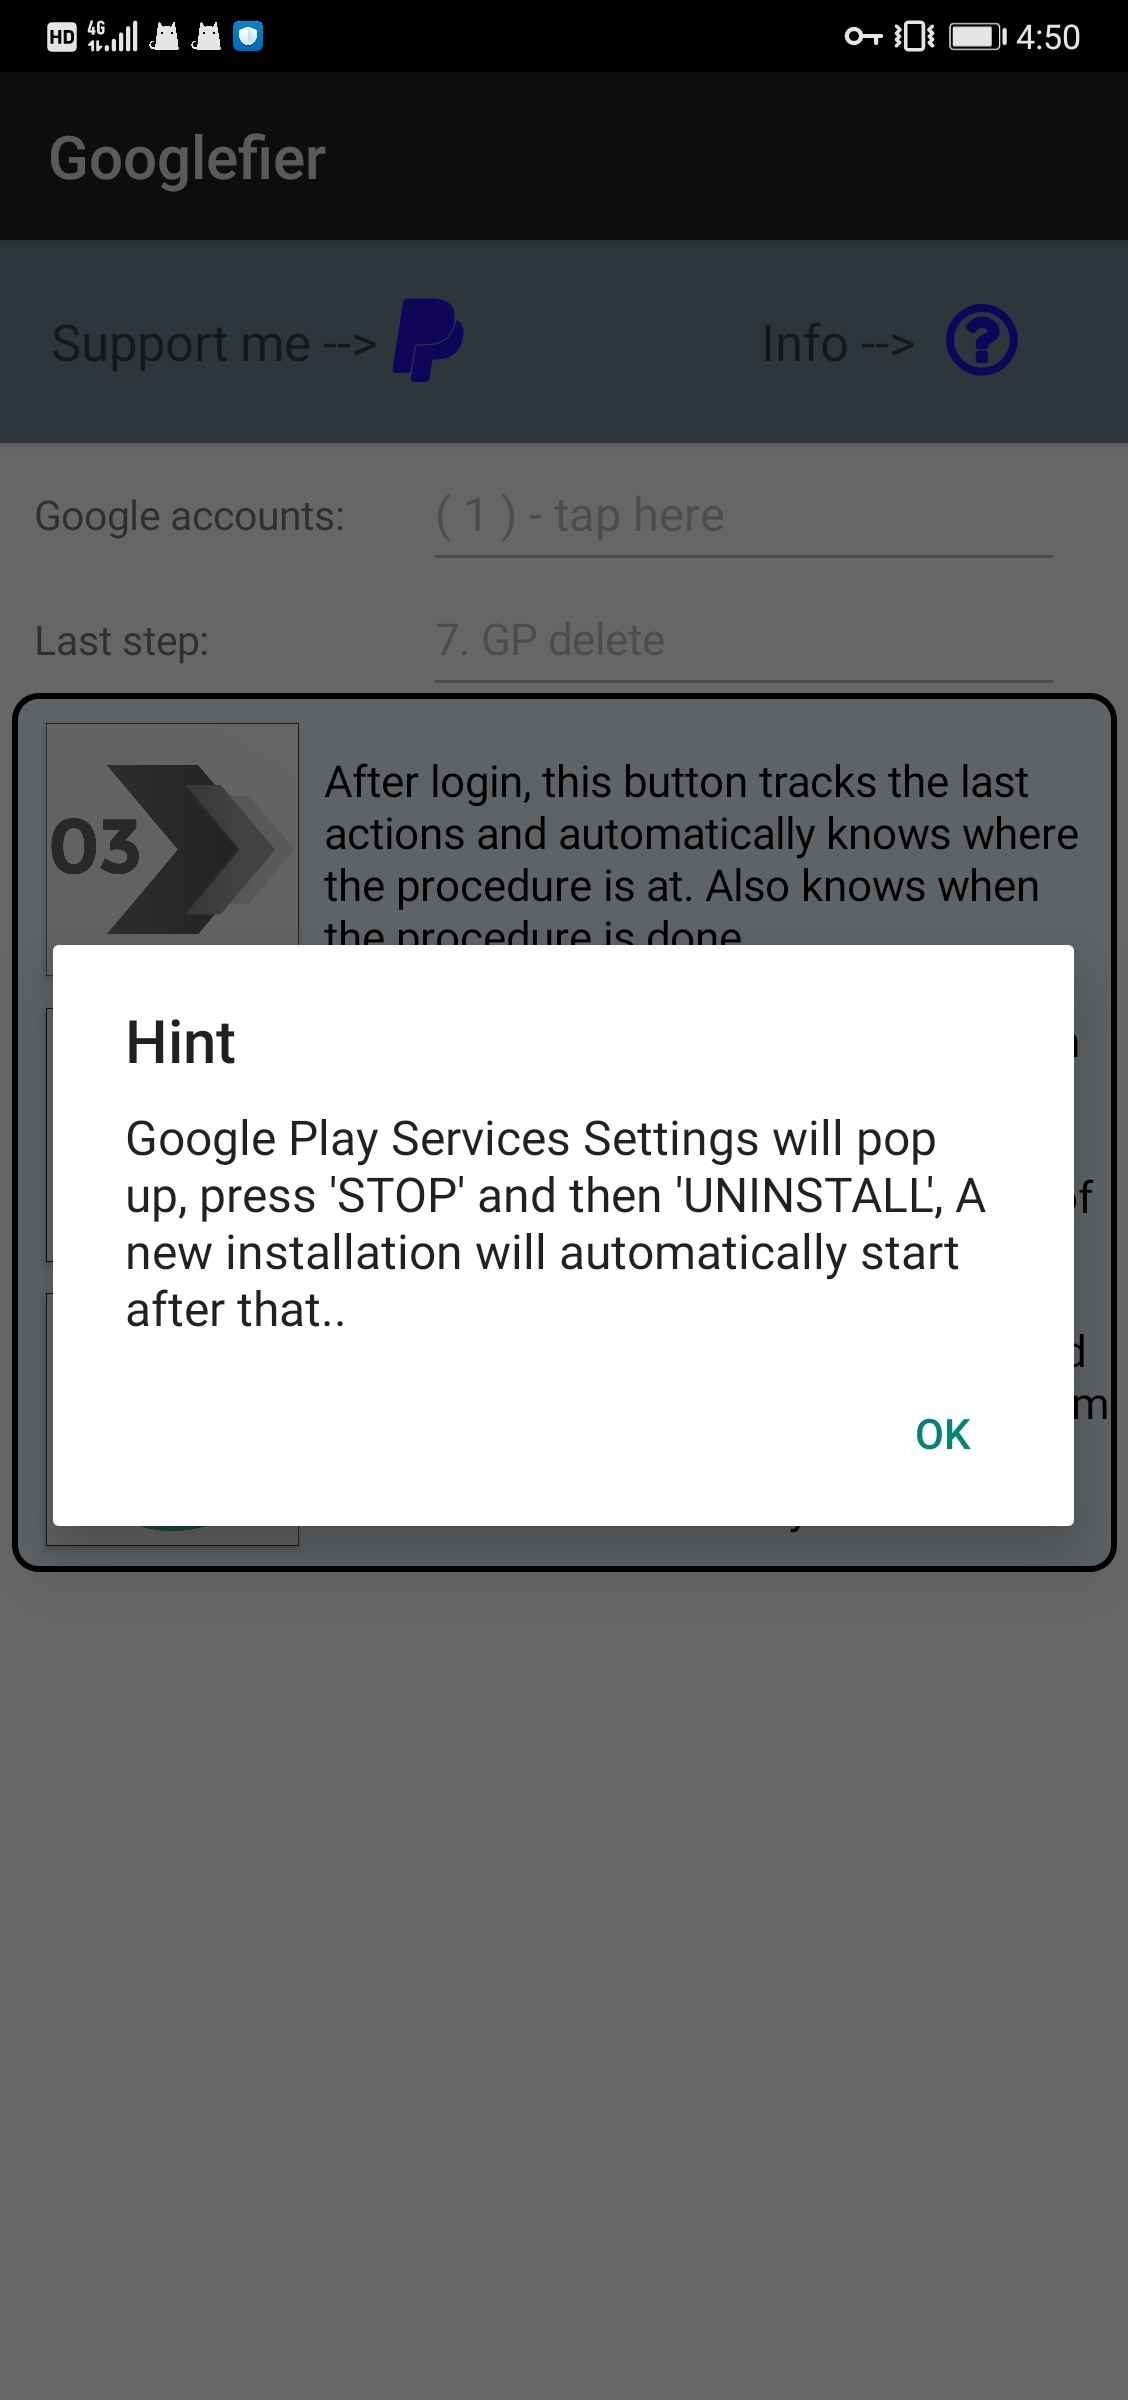 HD 4G 4:50
Googlefier
Support me --> Info -->
Google accounts: ( 1 ) - tap here
Last step: 7. GP delete
03
After login, this button tracks the last
actions and automatically knows where
the procedure is at. Also knows when
the procedure is done
Hint
Google Play Services Settings will pop
up, press 'STOP' and then 'UNINSTALL', A
new installation will automatically start
after that..
OK